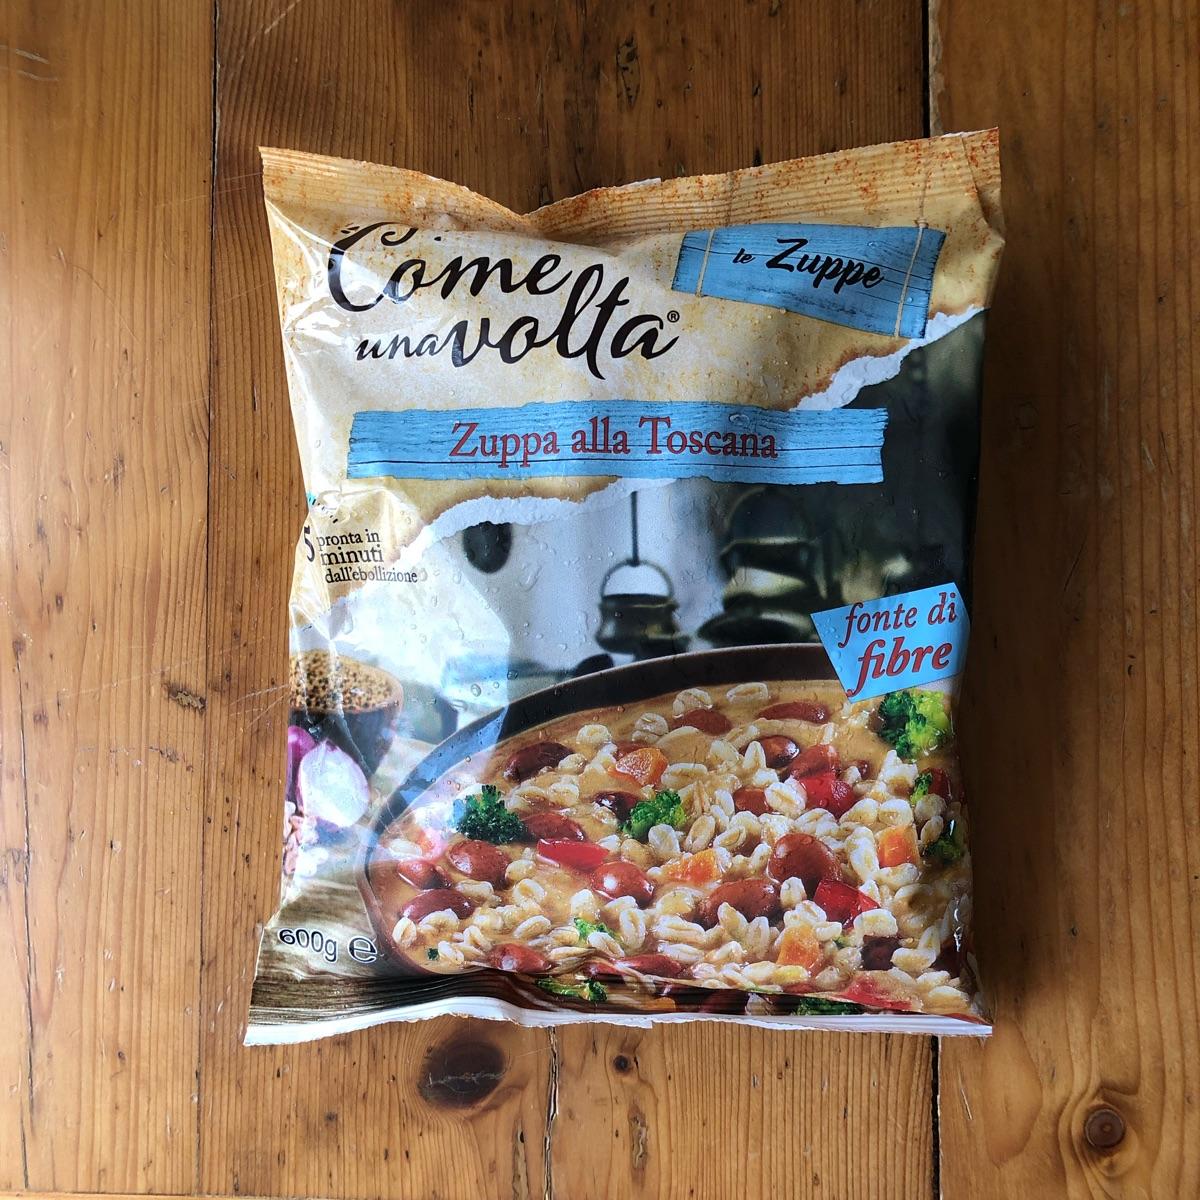 Come
una volta®
le Zuppe
Zuppa alla Toscana
5 pronta in
minuti
dall'ebollizione
fonte di
fibre
600g e